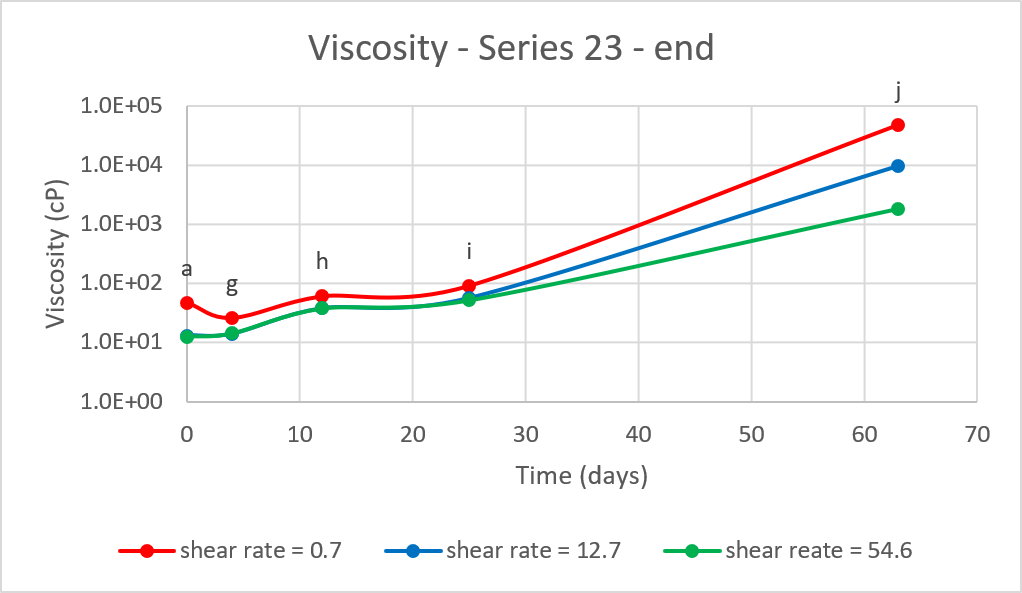 Viscosity - Series 23 - end
j
1.0E+05
1.0E+04
1.0E+03
i
h
a
g
1.0E+02
1.0E+01
1.0E+00
Viscosity (cP)
0 10 20 30 40 50 60 70
Time (days)
shear rate = 0.7 shear rate = 12.7 shear reate = 54.6